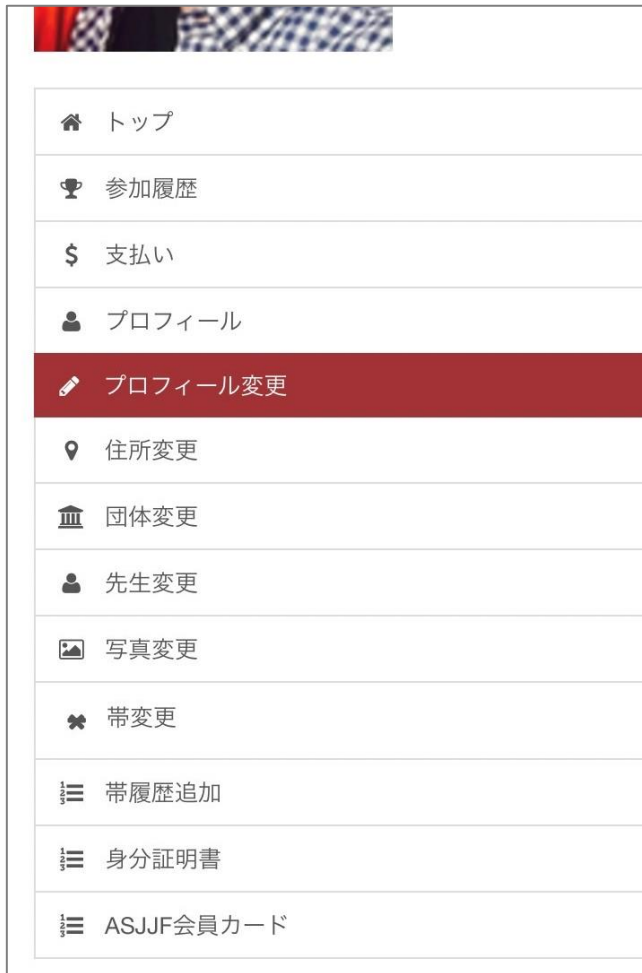 トップ
参加履歴
支払い
プロフィール
プロフィール変更
住所変更
団体変更
先生変更
写真変更
帯変更
帯履歴追加
身分証明書
ASJJF会員カード